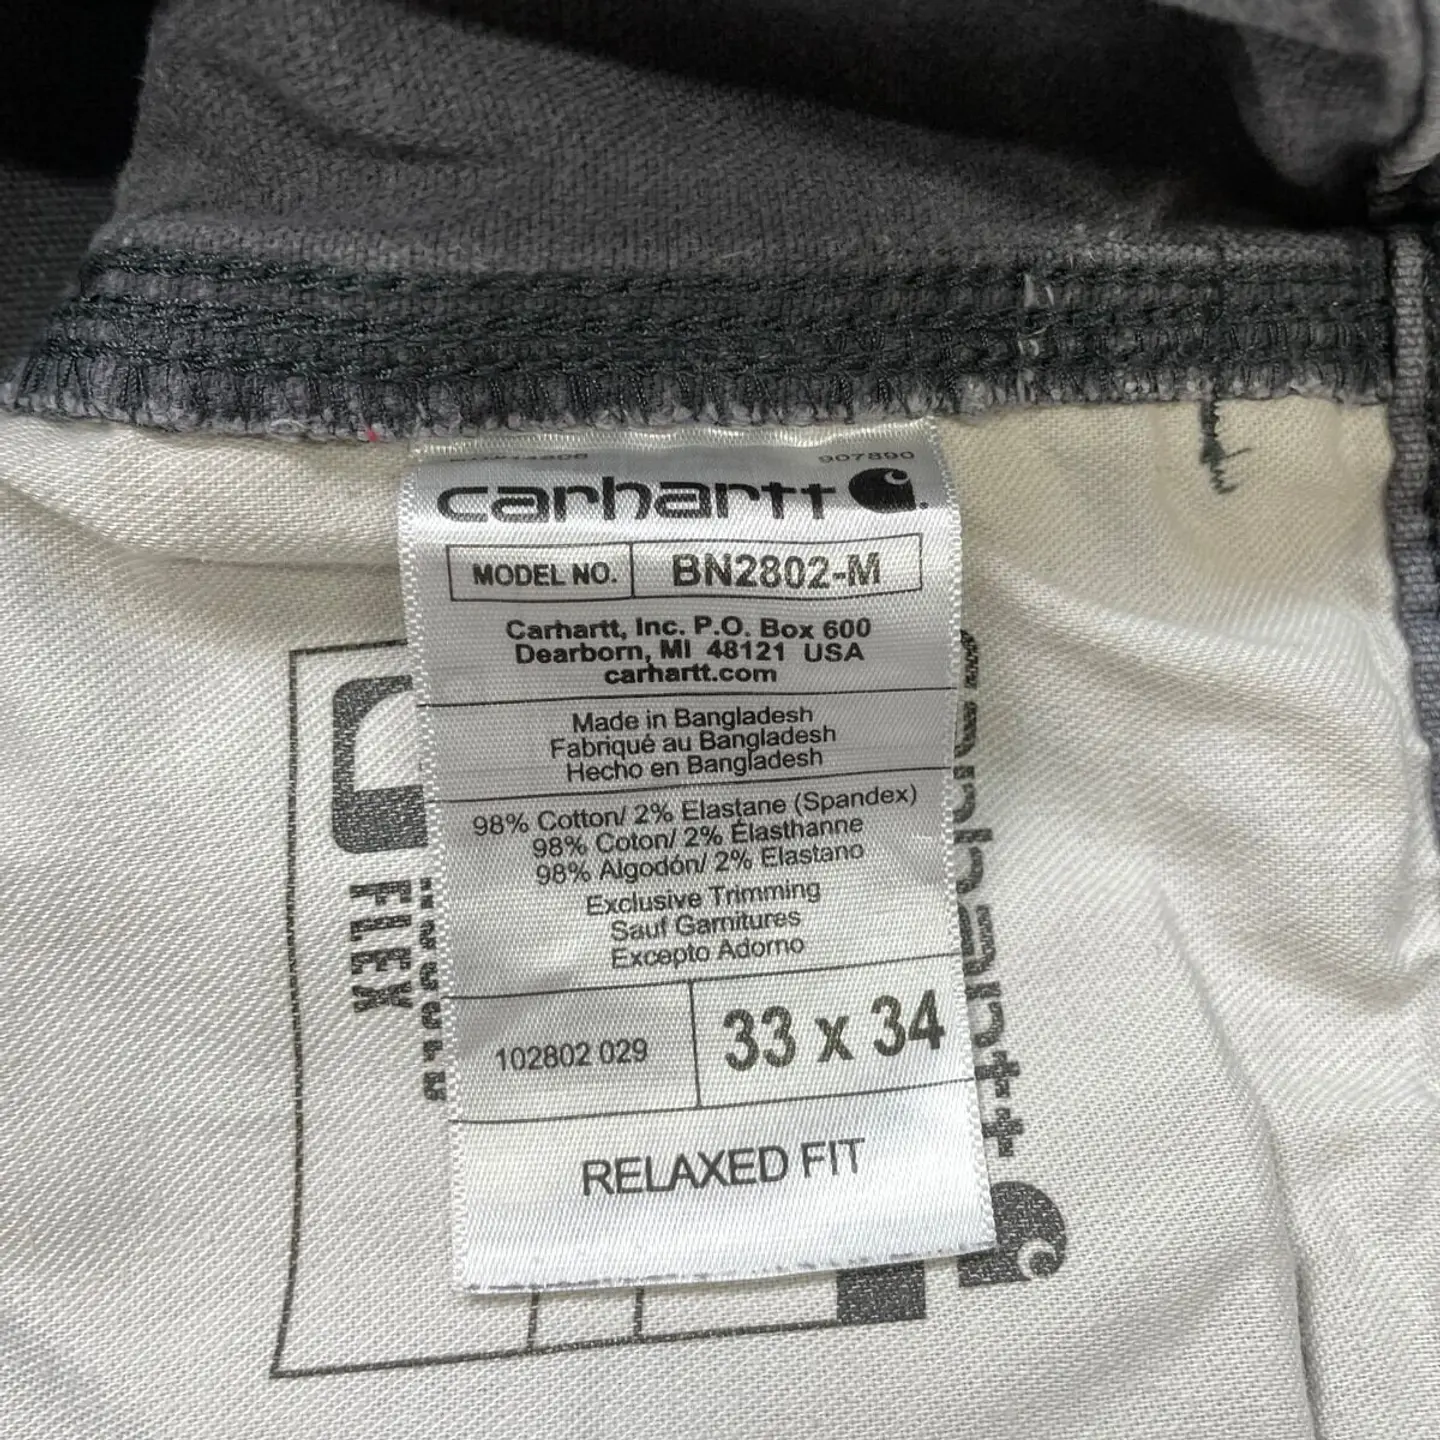 907890
carhartt
MODEL NO. BN2802-M
Carhartt, Inc. P.O. Box 600
Dearborn, MI 48121 USA
carhartt.com
Made in Bangladesh
Fabriqué au Bangladesh
Hecho en Bangladesh
98% Cotton/ 2% Elastane (Spandex)
98% Coton/ 2% Élasthanne
98% Algodón/ 2% Elastano
Exclusive Trimming
Sauf Garnitures
Excepto Adorno
102802 029 33 x 34
RELAXED FIT
FLEX
carhartt